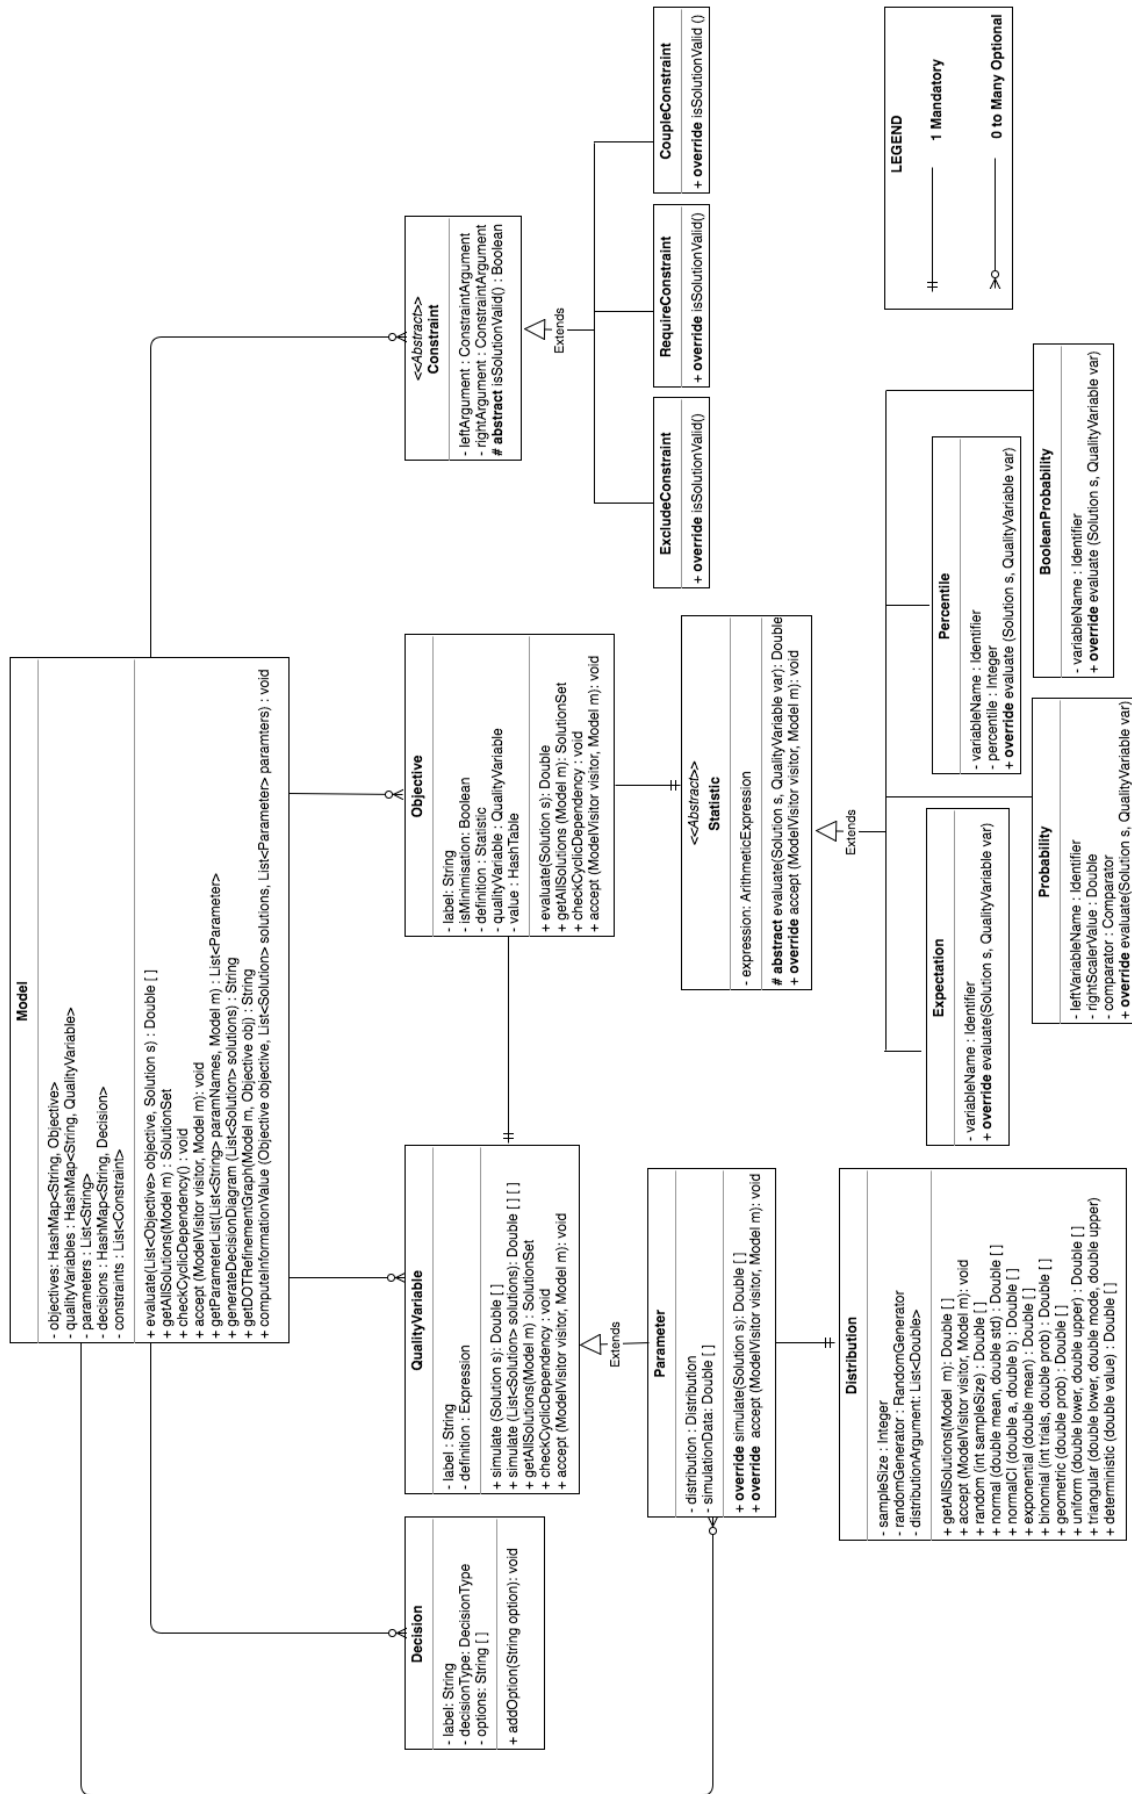 Model
- objectives: HashMap<String, Objective>
- qualityVariables : HashMap<String, QualityVariable>
- parameters : List<String>
- decisions : HashMap<String, Decision>
- constraints : List<Constraint>
+ evaluate(List<Objective> objective, Solution s) : Double [ ]
+ getAllSolutions(Model m) : SolutionSet
+ checkCyclicDependency() : void
+ accept (ModelVisitor visitor, Model m): void
+ getParameterList(List<String> paramNames, Model m) : List<Parameter>
+ generateDecisionDiagram (List<Solution> solutions) : String
+ getDOTRefinementGraph(Model m, Objective obj) : String
+ computeInformationValue (Objective objective, List<Solution> solutions, List<Parameter> paramters) : void
Decision
- label: String
- decisionType: DecisionType
- options: String [ ]
+ addOption(String option): void
QualityVariable
- label : String
- definition : Expression
+ simulate (Solution s): Double [ ]
+ simulate (List<Solution> solutions): Double [ ] [ ]
+ getAllSolutions(Model m) : SolutionSet
+ checkCyclicDependency : void
+ accept (ModelVisitor visitor, Model m): void
Objective
- label: String
- isMinimisation: Boolean
- definition : Statistic
- qualityVariable : QualityVariable
- value : HashTable
+ evaluate(Solution s): Double
+ getAllSolutions (Model m): SolutionSet
+ checkCyclicDependency : void
+ accept (ModelVisitor visitor, Model m): void
<<Abstract>>
Constraint
- leftArgument : ConstraintArgument
- rightArgument : ConstraintArgument
# abstract isSolutionValid() : Boolean
Extends
Extends
ExcludeConstraint
+ override isSolutionValid()
RequireConstraint
+ override isSolutionValid()
CoupleConstraint
+ override isSolutionValid ()
Parameter
- distribution : Distribution
- simulationData : Double [ ]
+ override simulate(Solution s): Double [ ]
+ override accept (ModelVisitor visitor, Model m): void
<<Abstract>>
Statistic
- expression: ArithmeticExpression
# abstract evaluate(Solution s, QualityVariable var): Double
+ override accept (ModelVisitor visitor, Model m): void
Extends
Distribution
- sampleSize : Integer
- randomGenerator : RandomGenerator
- distributionArgument: List<Double>
+ getAllSolutions(Model m): Double [ ]
+ accept (ModelVisitor visitor, Model m): void
+ random (int sampleSize) : Double [ ]
+ normal (double mean, double std) : Double [ ]
+ normalCI (double a, double b) : Double [ ]
+ exponential (double mean) : Double [ ]
+ binomial (int trials, double prob) : Double [ ]
+ geometric (double prob) : Double [ ]
+ uniform (double lower, double upper) : Double [ ]
+ triangular (double lower, double mode, double upper)
+ deterministic (double value) : Double [ ]
Expectation
- variableName : Identifier
+ override evaluate(Solution s, QualityVariable var)
Percentile
- variableName : Identifier
- percentile : Integer
+ override evaluate (Solution s, QualityVariable var)
Probability
- leftVariableName : Identifier
- rightScalerValue : Double
- comparator : Comparator
+ override evaluate(Solution s, QualityVariable var)
BooleanProbability
- variableName : Identifier
+ override evaluate (Solution s, QualityVariable var)
LEGEND
1 Mandatory
0 to Many Optional